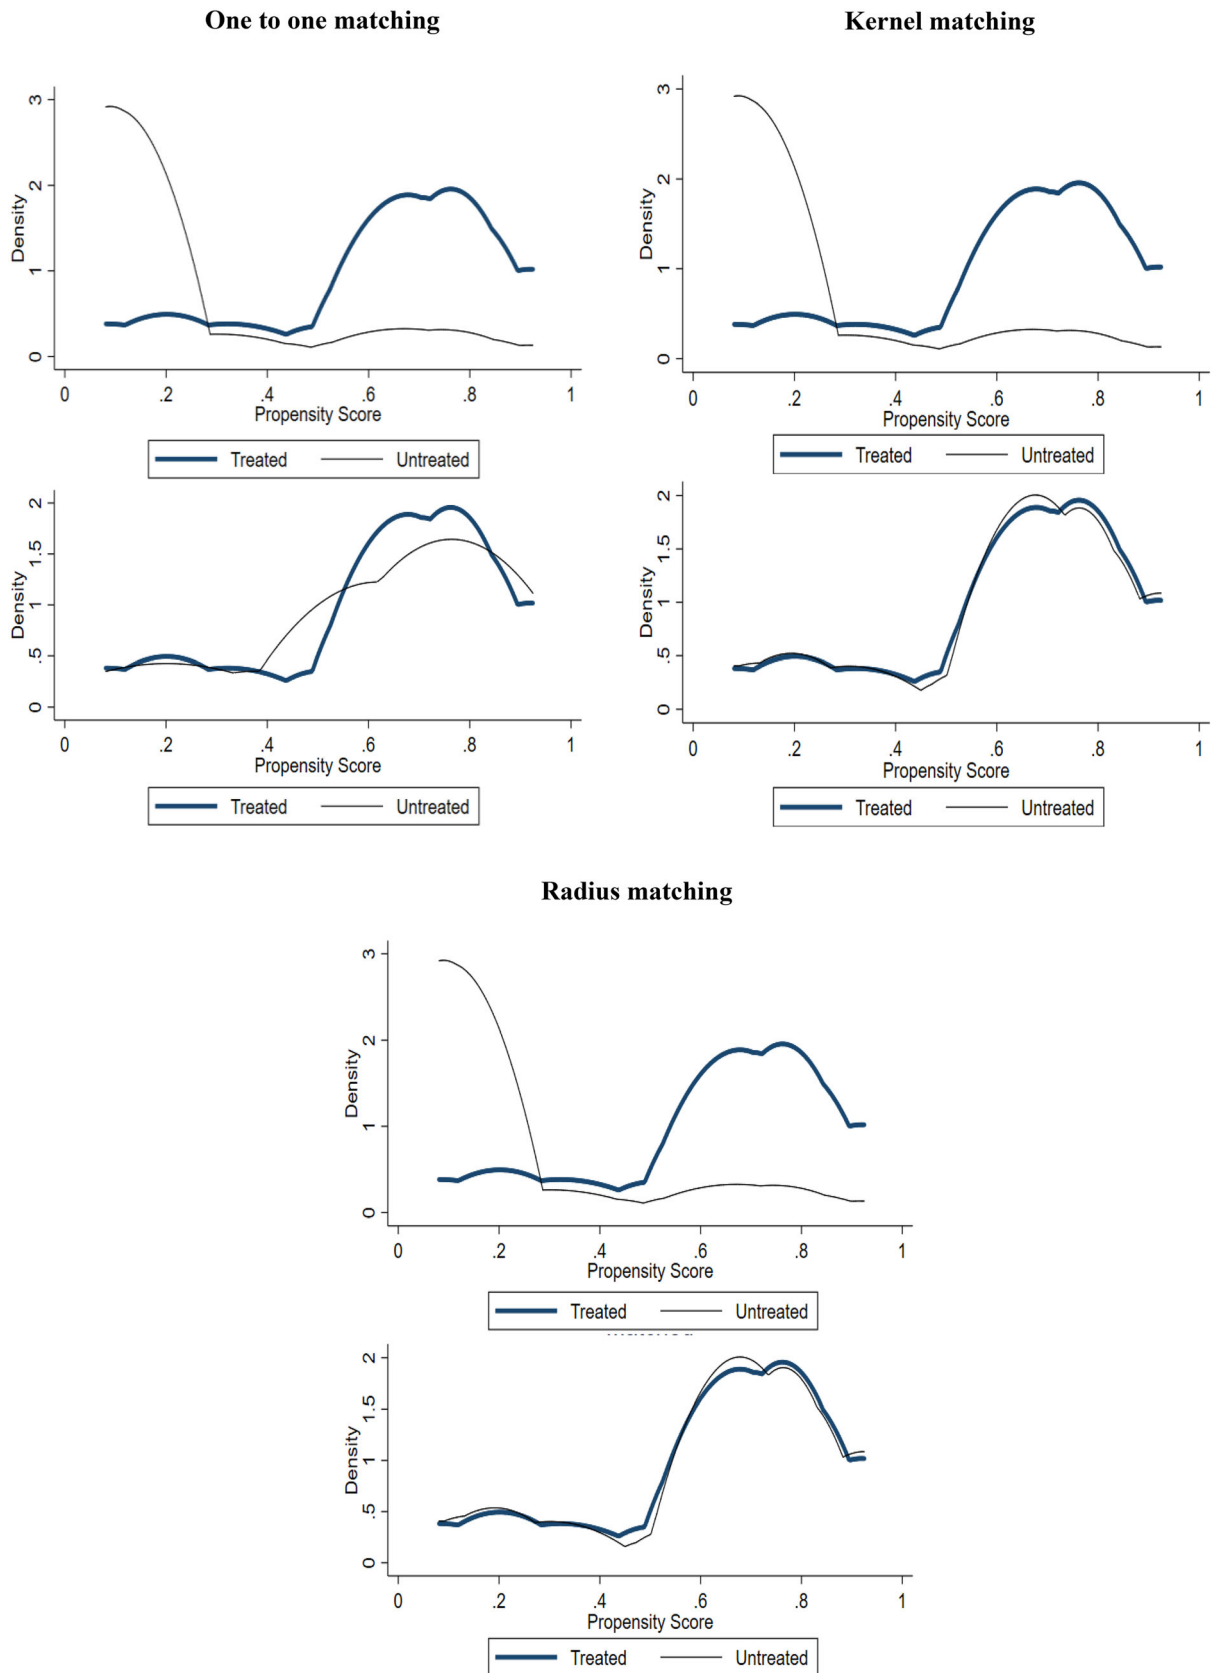 One to one matching
Kernel matching
3
2
1
0
Density
0 .2 .4 .6 .8 1
Propensity Score
Treated Untreated
3
2
1
0
Density
0 .2 .4 .6 .8 1
Propensity Score
Treated Untreated
2
1.5
1
.5
0
Density
0 .2 .4 .6 .8 1
Propensity Score
Treated Untreated
2
1.5
1
.5
0
Density
0 .2 .4 .6 .8 1
Propensity Score
Treated Untreated
Radius matching
3
2
1
0
Density
0 .2 .4 .6 .8 1
Propensity Score
Treated Untreated
2
1.5
1
.5
0
Density
0 .2 .4 .6 .8 1
Propensity Score
Treated Untreated